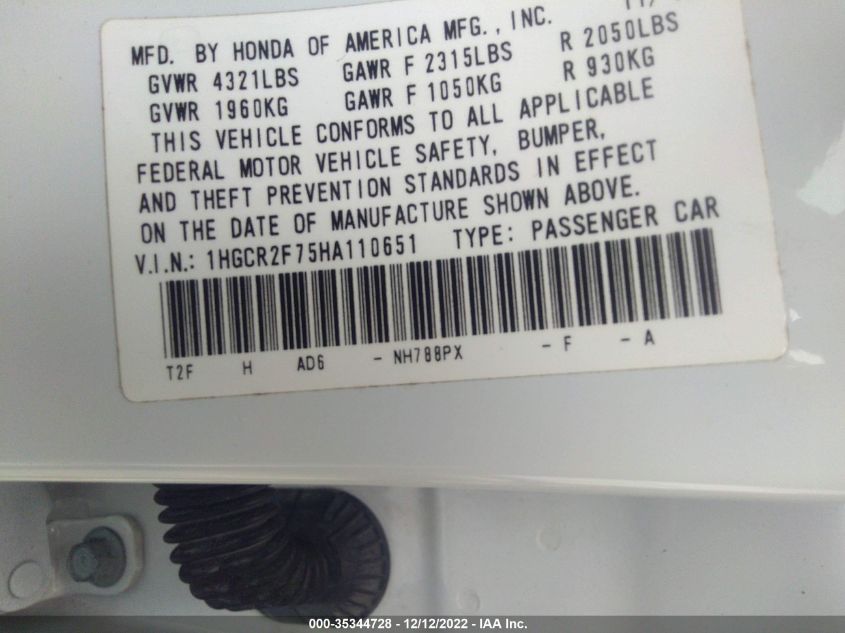 MFD. BY HONDA OF AMERICA MFG., INC.
GVWR 4321LBS GAWR F 2315LBS R 2050LBS
GVWR 1960KG GAWR F 1050KG R 930KG
THIS VEHICLE CONFORMS TO ALL APPLICABLE
FEDERAL MOTOR VEHICLE SAFETY, BUMPER,
AND THEFT PREVENTION STANDARDS IN EFFECT
ON THE DATE OF MANUFACTURE SHOWN ABOVE.
V.I.N.: 1HGCR2F75HA110651 TYPE: PASSENGER CAR
T2F H AD6 - NH788PX - F - A
000-35344728 - 12/12/2022 - IAA Inc.